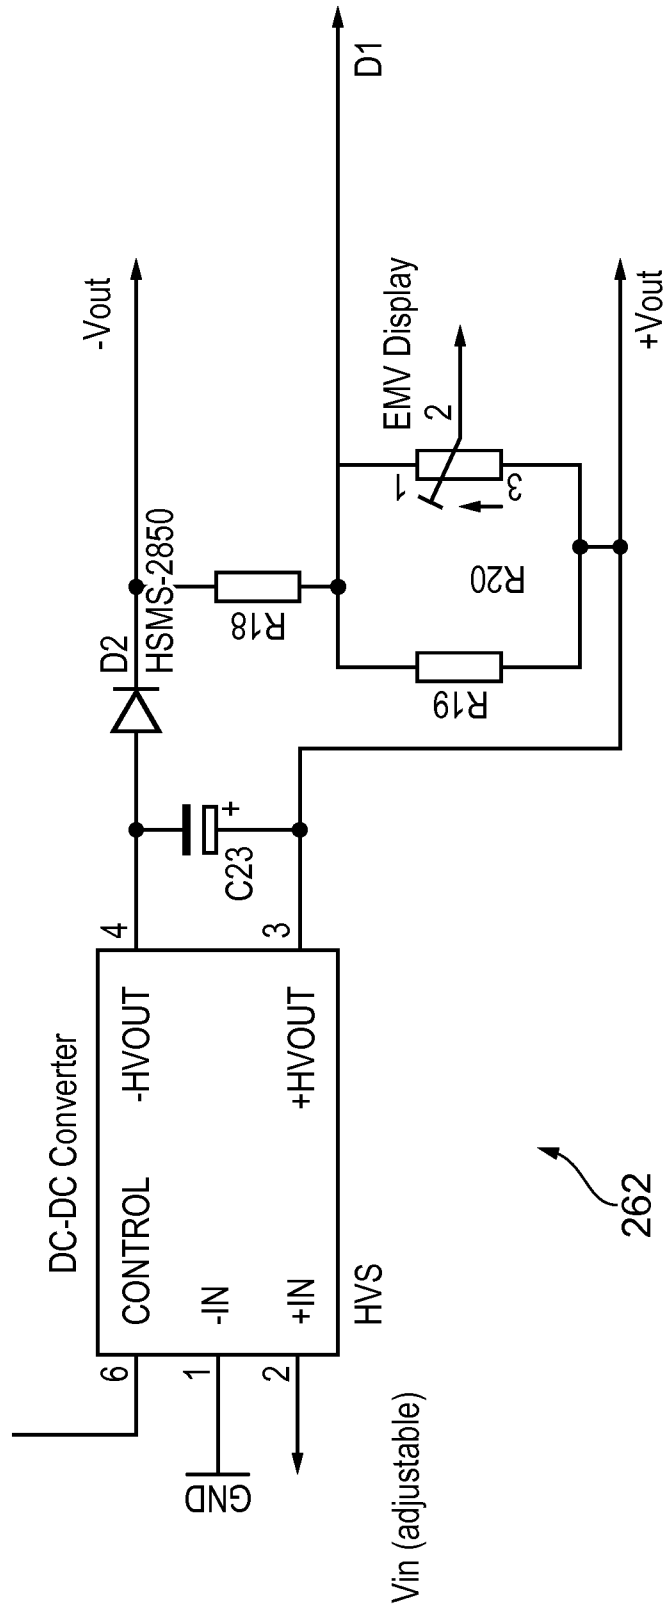 DC-DC Converter
6
CONTROL
-HVOUT
4
GND
1
-IN
2
+IN
+HVOUT
3
HVS
Vin (adjustable)
C23
+
D2
HSMS-2850
-Vout
R18
R19
R20
1
2
3
EMV Display
D1
+Vout
262